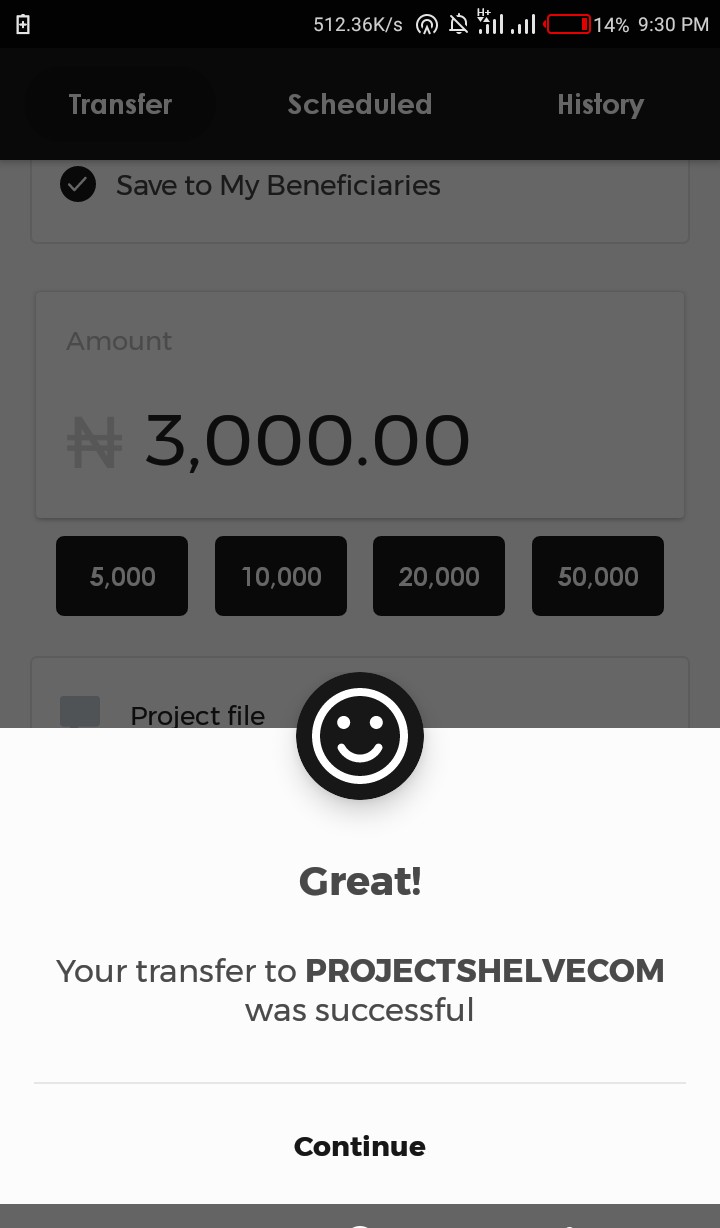 512.36K/s H+ 14% 9:30 PM
Transfer Scheduled History
Save to My Beneficiaries
Amount
₦ 3,000.00
5,000 10,000 20,000 50,000
Project file
Great!
Your transfer to PROJECTSHELVECOM
was successful
Continue